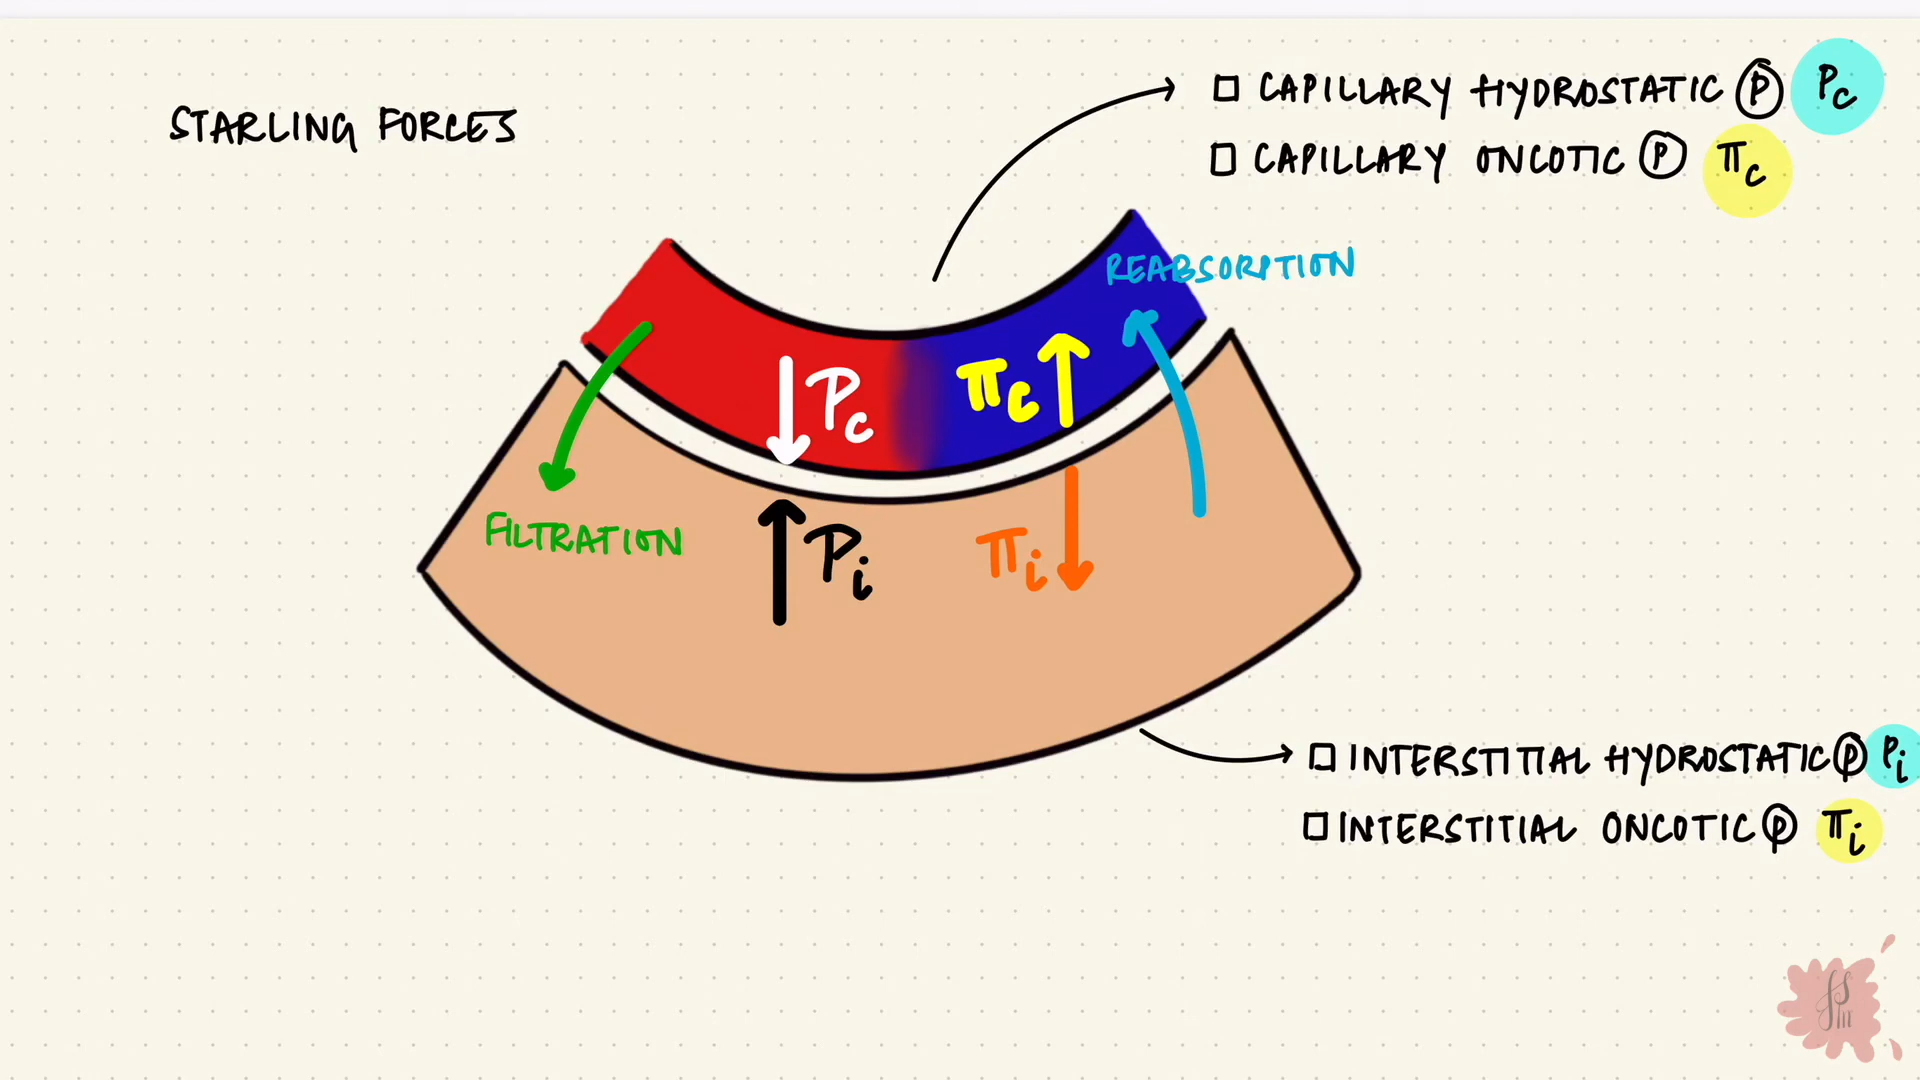 STARLING FORCES
□ CAPILLARY HYDROSTATIC Ⓟ Pc
□ CAPILLARY ONCOTIC Ⓟ πc
REABSORPTION
Pc
πc
FILTRATION
Pi
πi
□ INTERSTITIAL HYDROSTATIC Ⓟ Pi
□ INTERSTITIAL ONCOTIC Ⓟ πi